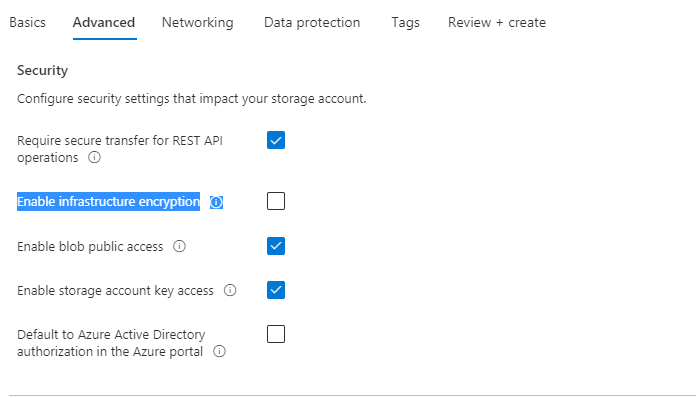 Basics Advanced Networking Data protection Tags Review + create
Security
Configure security settings that impact your storage account.
Require secure transfer for REST API
operations
Enable infrastructure encryption
Enable blob public access
Enable storage account key access
Default to Azure Active Directory
authorization in the Azure portal